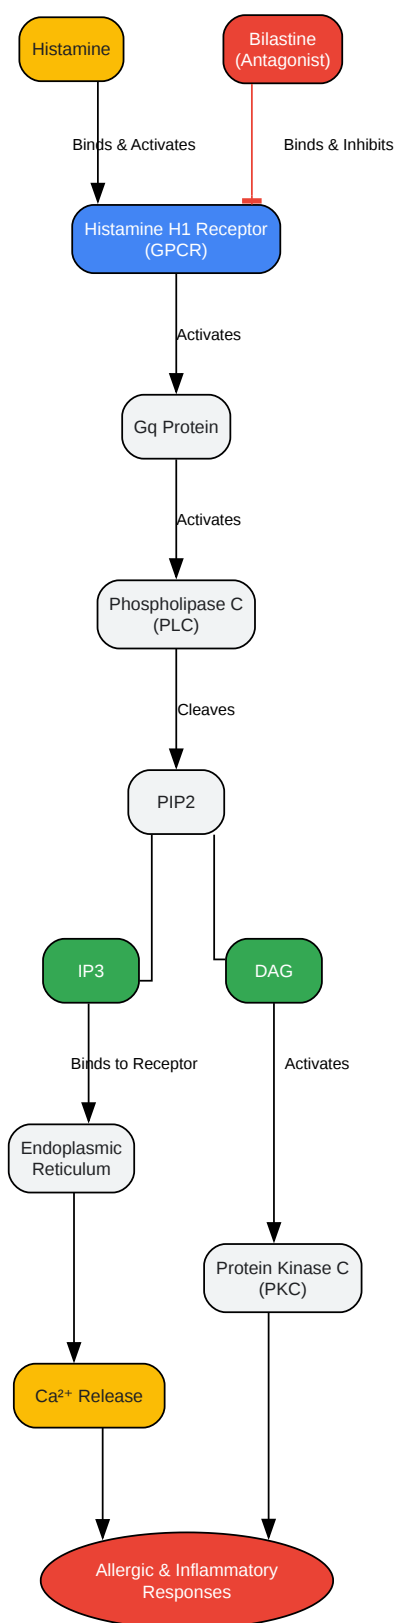 Histamine
Bilastine
(Antagonist)
Binds & Activates
Binds & Inhibits
Histamine H1 Receptor
(GPCR)
Activates
Gq Protein
Activates
Phospholipase C
(PLC)
Cleaves
PIP2
IP3
DAG
Binds to Receptor
Activates
Endoplasmic
Reticulum
Protein Kinase C
(PKC)
Ca²⁺ Release
Allergic & Inflammatory
Responses